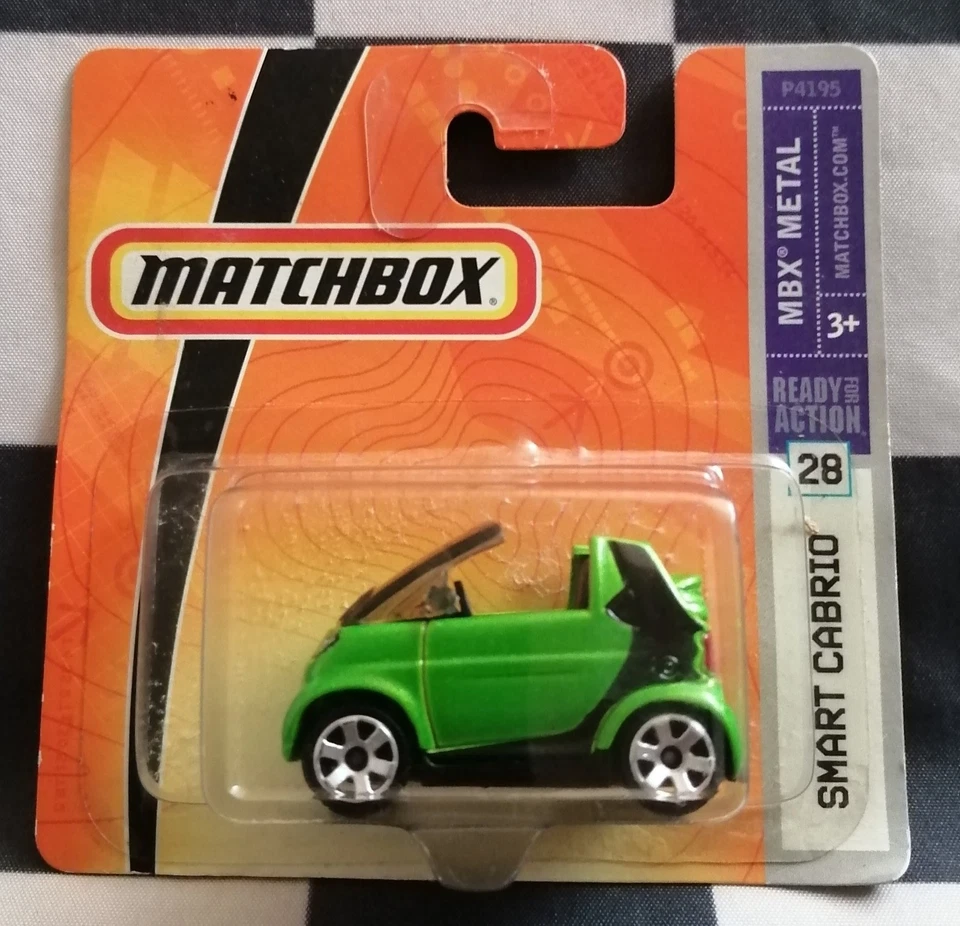 MATCHBOX®
P4195
MBX® METAL
MATCHBOX.COM™
3+
READY FOR ACTION
28
SMART CABRIO